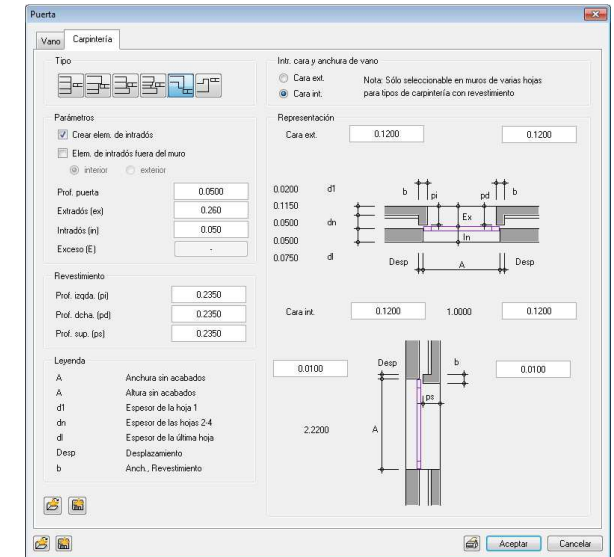 Puerta
Vano Carpintería
Tipo
Parámetros
Crear elem. de intradós
Elem. de intradós fuera del muro
interior exterior
Prof. puerta 0.0500
Extradós (ex) 0.260
Intradós (in) 0.050
Exceso (E) -
Revestimiento
Prof. izqda. (pi) 0.2350
Prof. dcha. (pd) 0.2350
Prof. sup. (ps) 0.2350
Leyenda
A Anchura sin acabados
A Altura sin acabados
d1 Espesor de la hoja 1
dn Espesor de las hojas 2-4
dl Espesor de la última hoja
Desp Desplazamiento
b Anch., Revestimiento
Intr. cara y anchura de vano
Cara ext. Nota: Sólo seleccionable en muros de varias hojas
Cara int. para tipos de carpintería con revestimiento
Representación
Cara ext. 0.1200 0.1200
0.0200 d1 b pi pd b
0.1150 Ex
0.0500 dn
0.0500 In
0.0750 dl Desp A Desp
Cara int. 0.1200 1.0000 0.1200
0.0100 Desp b 0.0100
ps
2.2200 A
Aceptar Cancelar